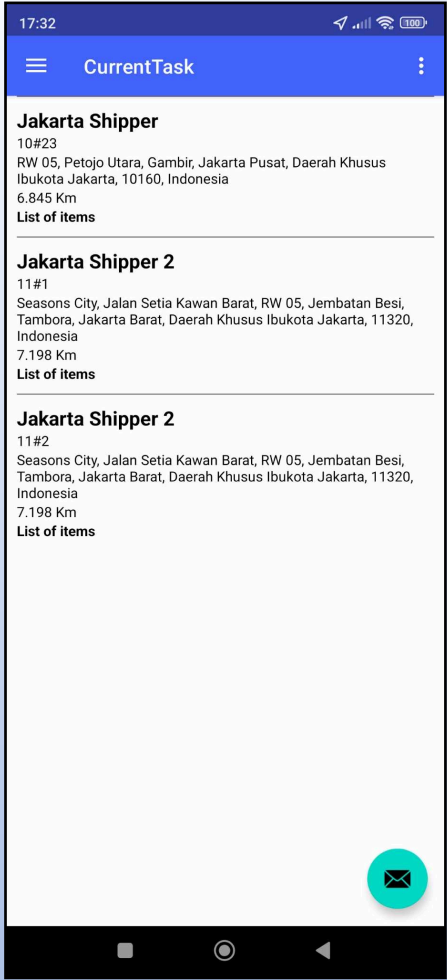 17:32
100
CurrentTask
Jakarta Shipper
10#23
RW 05, Petojo Utara, Gambir, Jakarta Pusat, Daerah Khusus
Ibukota Jakarta, 10160, Indonesia
6.845 Km
List of items
Jakarta Shipper 2
11#1
Seasons City, Jalan Setia Kawan Barat, RW 05, Jembatan Besi,
Tambora, Jakarta Barat, Daerah Khusus Ibukota Jakarta, 11320,
Indonesia
7.198 Km
List of items
Jakarta Shipper 2
11#2
Seasons City, Jalan Setia Kawan Barat, RW 05, Jembatan Besi,
Tambora, Jakarta Barat, Daerah Khusus Ibukota Jakarta, 11320,
Indonesia
7.198 Km
List of items